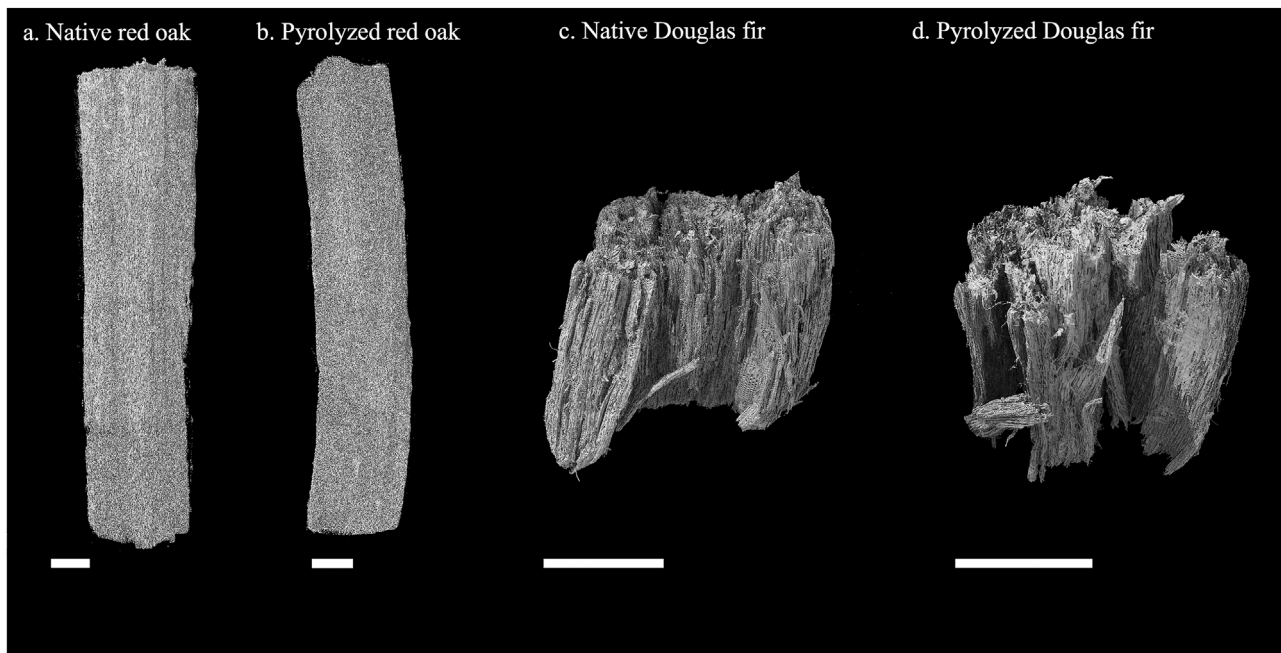 a. Native red oak
b. Pyrolyzed red oak
c. Native Douglas fir
d. Pyrolyzed Douglas fir